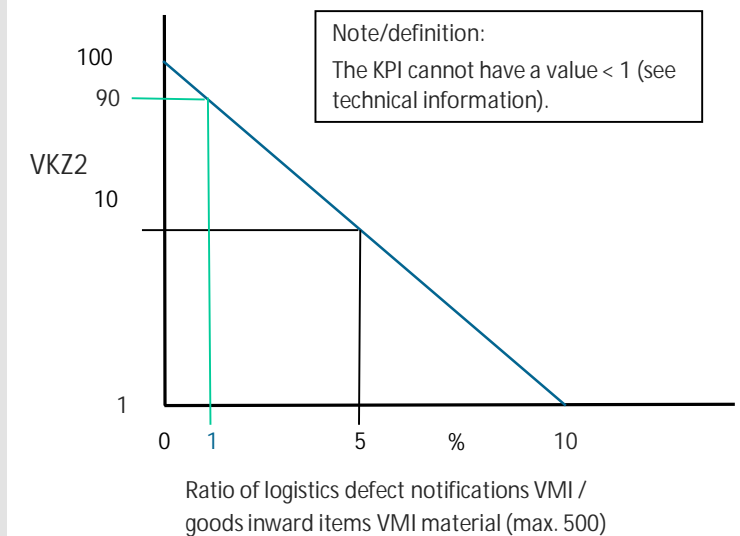 Note/definition:
The KPI cannot have a value < 1 (see
technical information).
100
90
VKZ2
10
1
0 1 5 % 10
Ratio of logistics defect notifications VMI /
goods inward items VMI material (max. 500)